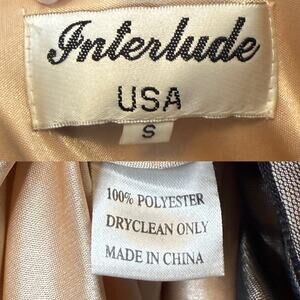 Interlude
USA
S
100% POLYESTER
DRYCLEAN ONLY
MADE IN CHINA